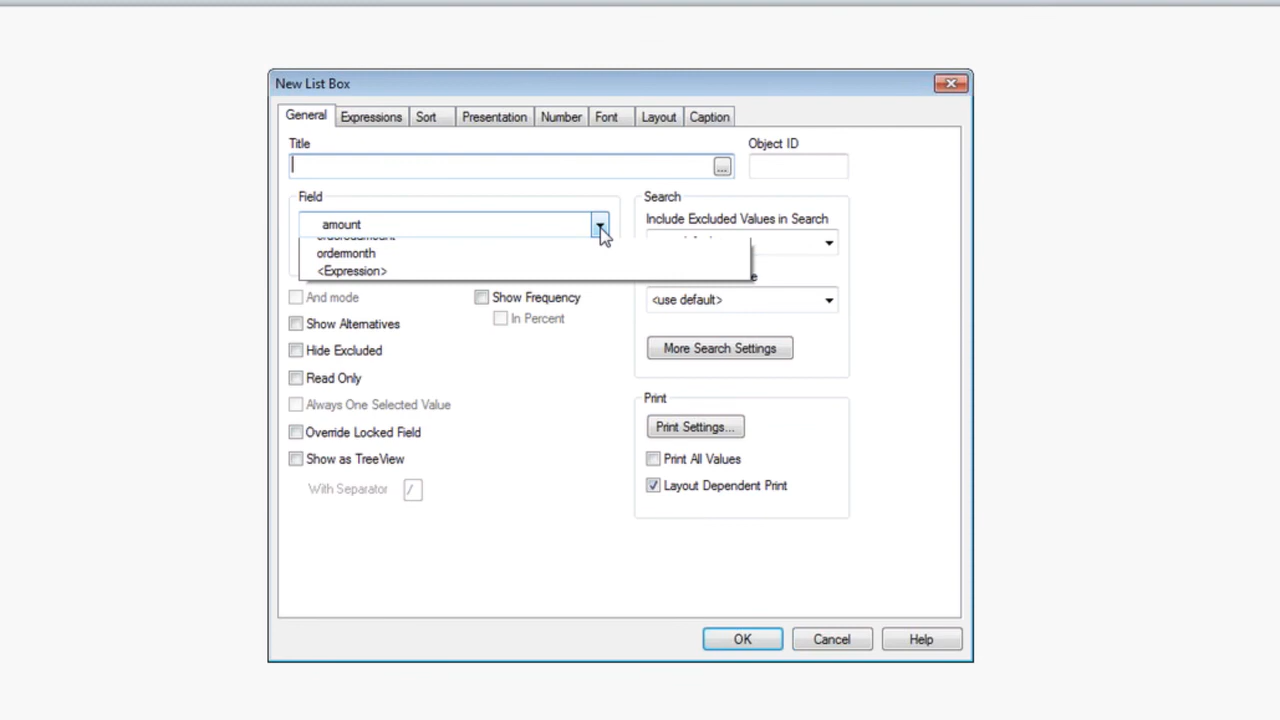 New List Box
General Expressions Sort Presentation Number Font Layout Caption
Title
Object ID
...
Field
amount
ordermonth
<Expression>
And mode
Show Frequency
In Percent
Show Alternatives
Hide Excluded
Read Only
Always One Selected Value
Override Locked Field
Show as TreeView
With Separator /
Search
Include Excluded Values in Search
<use default>
More Search Settings
Print
Print Settings...
Print All Values
Layout Dependent Print
OK Cancel Help